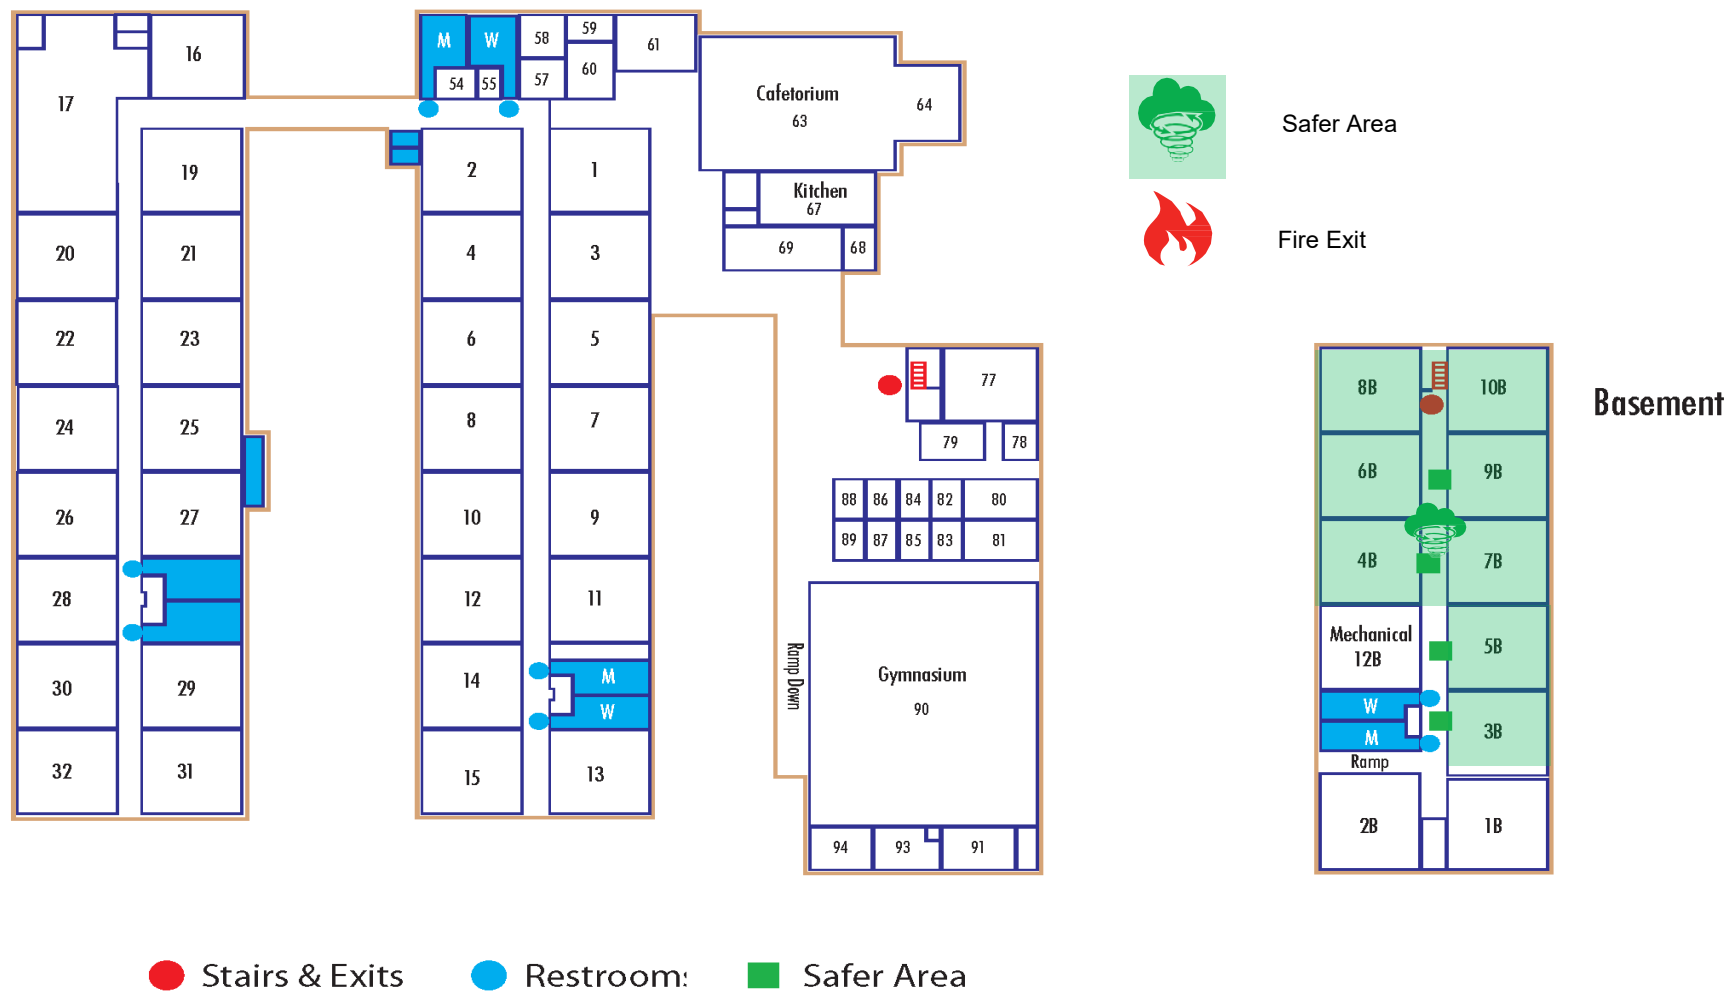 M W 58 59 61
16
54 55 57 60
17
Cafetorium
63
64
Safer Area
19 2 1
Kitchen
67
20 21 4 3 69 68
Fire Exit
22 23 6 5
77
8B 10B
Basement
24 25 8 7 79 78
6B 9B
26 27 10 9
88 86 84 82 80
89 87 85 83 81
4B 7B
28 12 11
Mechanical
12B
5B
Ramp Down
Gymnasium
90
30 29 14 M
W
W
M
3B
Ramp
32 31 15 13
2B 1B
94 93 91
Stairs & Exits Restrooms Safer Area